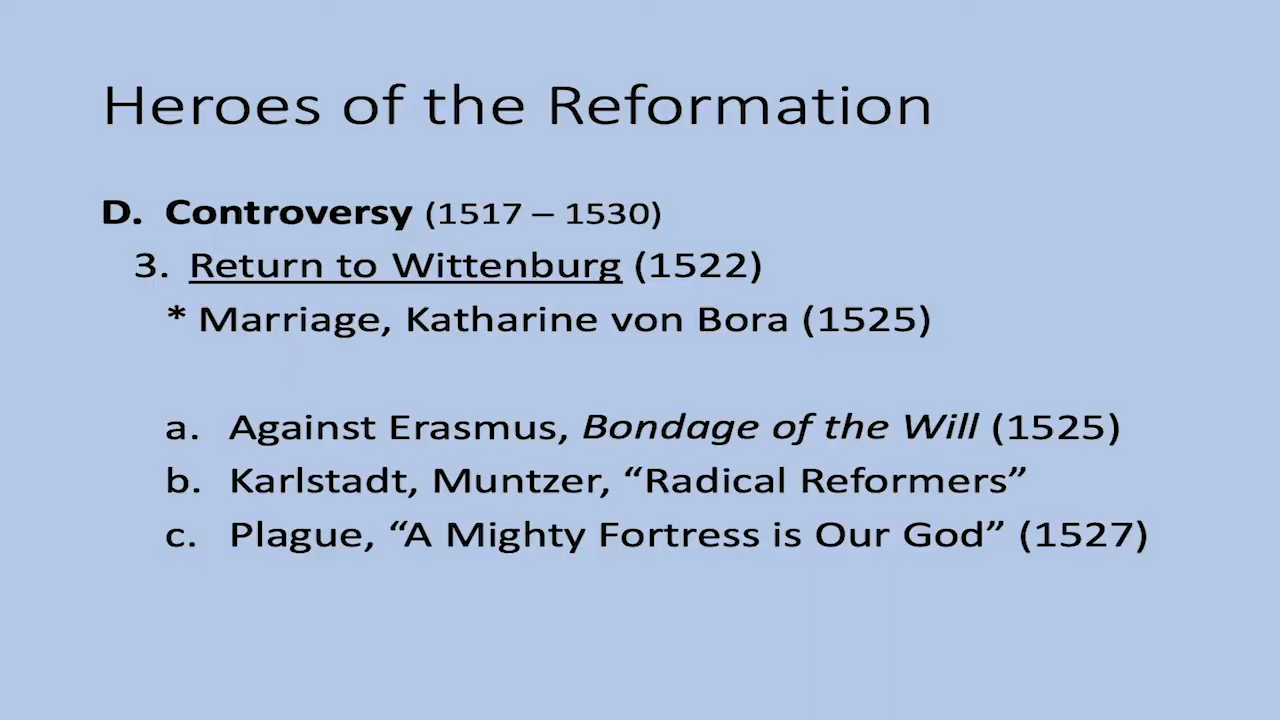 Heroes of the Reformation
D. Controversy (1517 – 1530)
3. Return to Wittenburg (1522)
* Marriage, Katharine von Bora (1525)
a. Against Erasmus, Bondage of the Will (1525)
b. Karlstadt, Muntzer, “Radical Reformers”
c. Plague, “A Mighty Fortress is Our God” (1527)